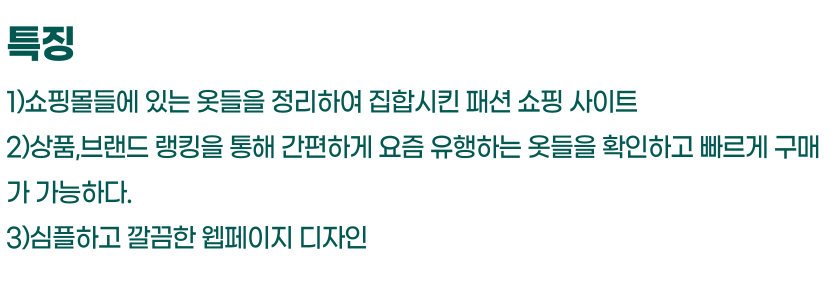 특징
1)쇼핑몰들에 있는 옷들을 정리하여 집합시킨 패션 쇼핑 사이트
2)상품,브랜드 랭킹을 통해 간편하게 요즘 유행하는 옷들을 확인하고 빠르게 구매
가 가능하다.
3)심플하고 깔끔한 웹페이지 디자인